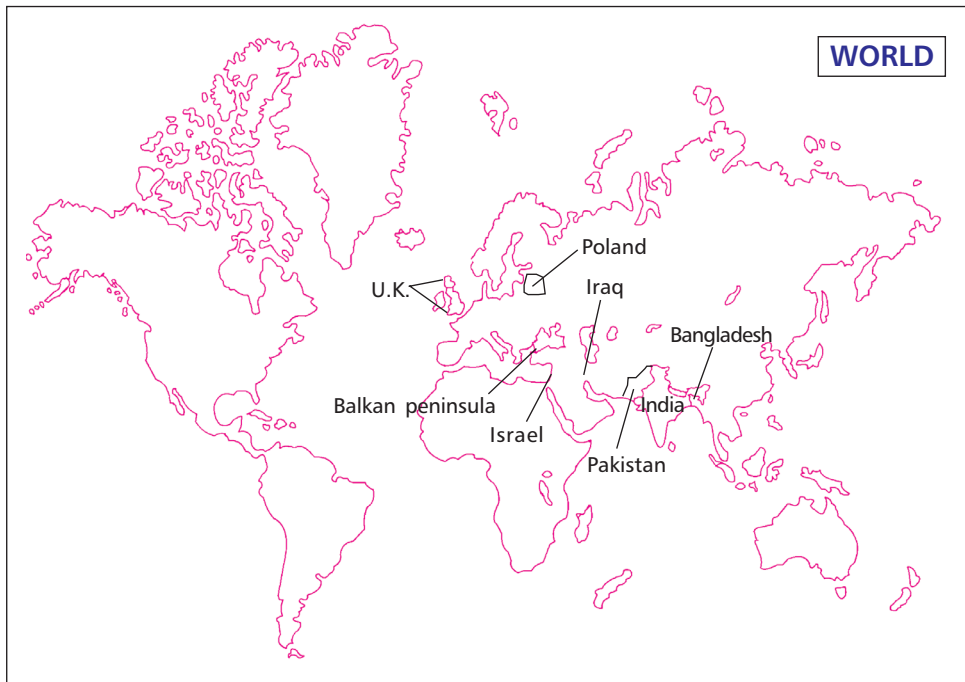 WORLD
Poland
U.K.
Iraq
Bangladesh
Balkan peninsula
India
Israel
Pakistan